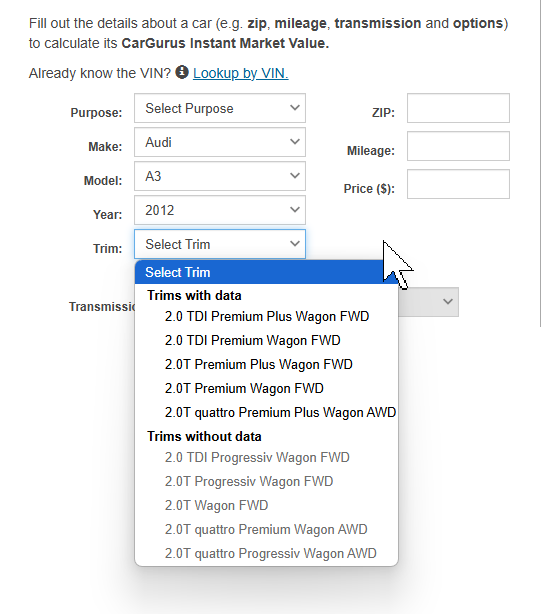 Fill out the details about a car (e.g. zip, mileage, transmission and options)
to calculate its CarGurus Instant Market Value.
Already know the VIN? Lookup by VIN.
Purpose: Select Purpose ZIP:
Make: Audi Mileage:
Model: A3 Price ($):
Year: 2012
Trim: Select Trim
Select Trim
Trims with data
Transmissi
2.0 TDI Premium Plus Wagon FWD
2.0 TDI Premium Wagon FWD
2.0T Premium Plus Wagon FWD
2.0T Premium Wagon FWD
2.0T quattro Premium Plus Wagon AWD
Trims without data
2.0 TDI Progressiv Wagon FWD
2.0T Progressiv Wagon FWD
2.0T Wagon FWD
2.0T quattro Premium Wagon AWD
2.0T quattro Progressiv Wagon AWD